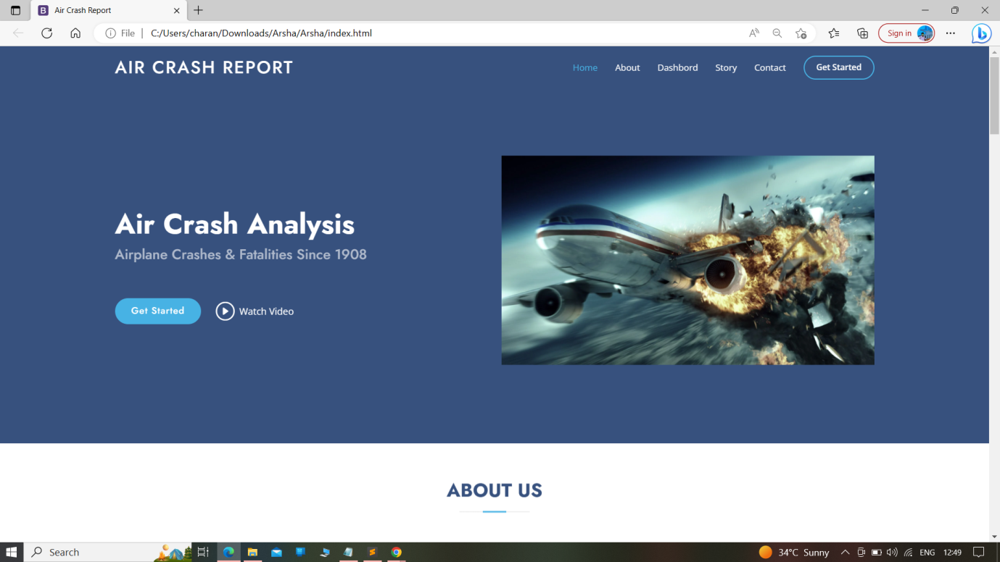 B Air Crash Report
File | C:/Users/charan/Downloads/Arsha/Arsha/index.html
Sign in
AIR CRASH REPORT
Home About Dashbord Story Contact Get Started
Air Crash Analysis
Airplane Crashes & Fatalities Since 1908
Get Started Watch Video
ABOUT US
Search 34°C Sunny ENG 12:49